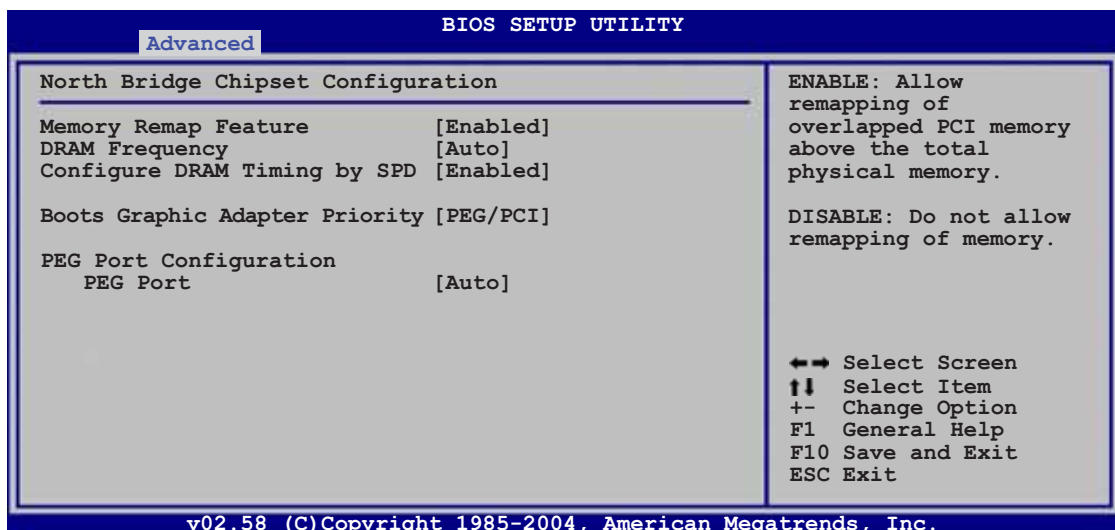 BIOS SETUP UTILITY
Advanced
North Bridge Chipset Configuration
Memory Remap Feature [Enabled]
DRAM Frequency [Auto]
Configure DRAM Timing by SPD [Enabled]
Boots Graphic Adapter Priority [PEG/PCI]
PEG Port Configuration
PEG Port [Auto]
ENABLE: Allow
remapping of
overlapped PCI memory
above the total
physical memory.
DISABLE: Do not allow
remapping of memory.
←→ Select Screen
↑↓ Select Item
+- Change Option
F1 General Help
F10 Save and Exit
ESC Exit
v02.58 (C)Copyright 1985-2004, American Megatrends, Inc.